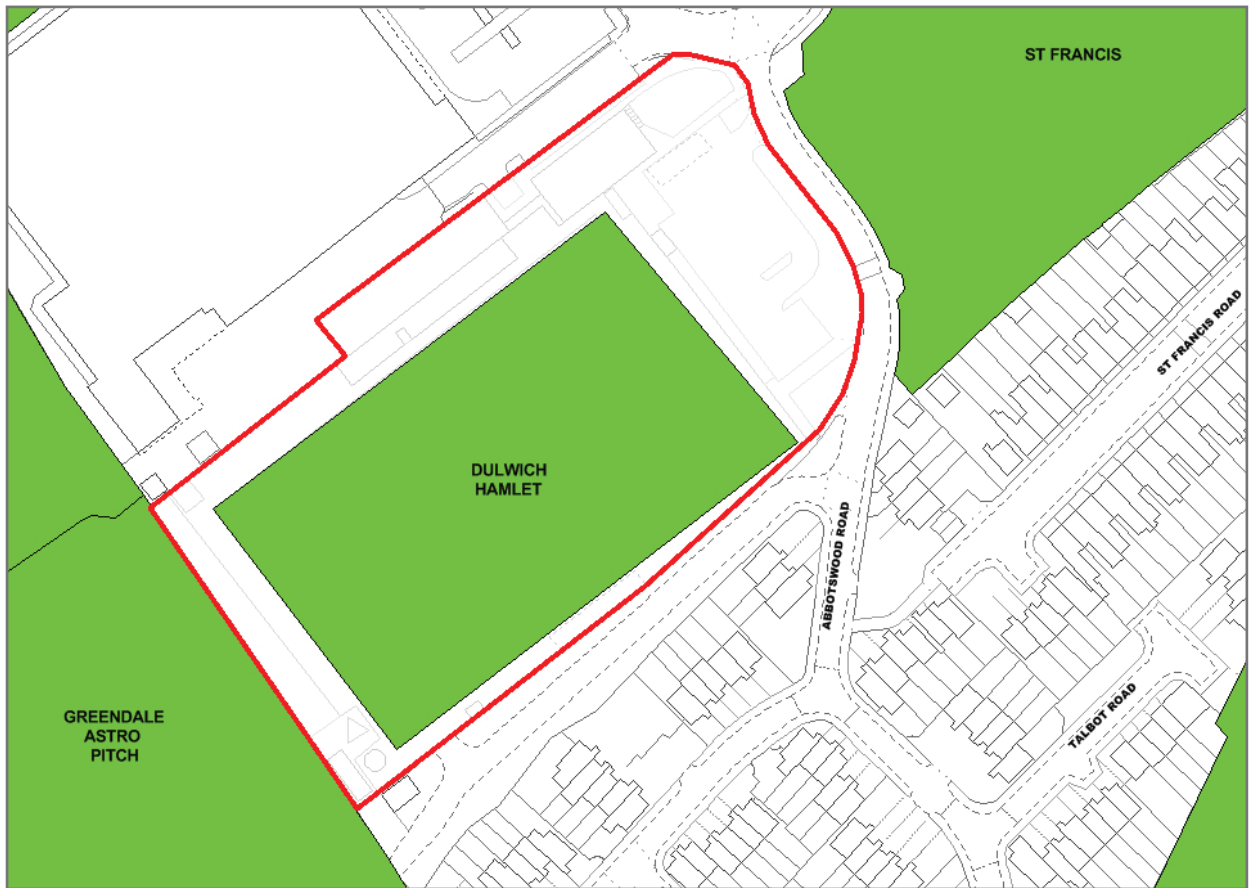 ST FRANCIS
ST FRANCIS ROAD
DULWICH
HAMLET
ABBOTSWOOD ROAD
GREENDALE
ASTRO
PITCH
TALBOT ROAD